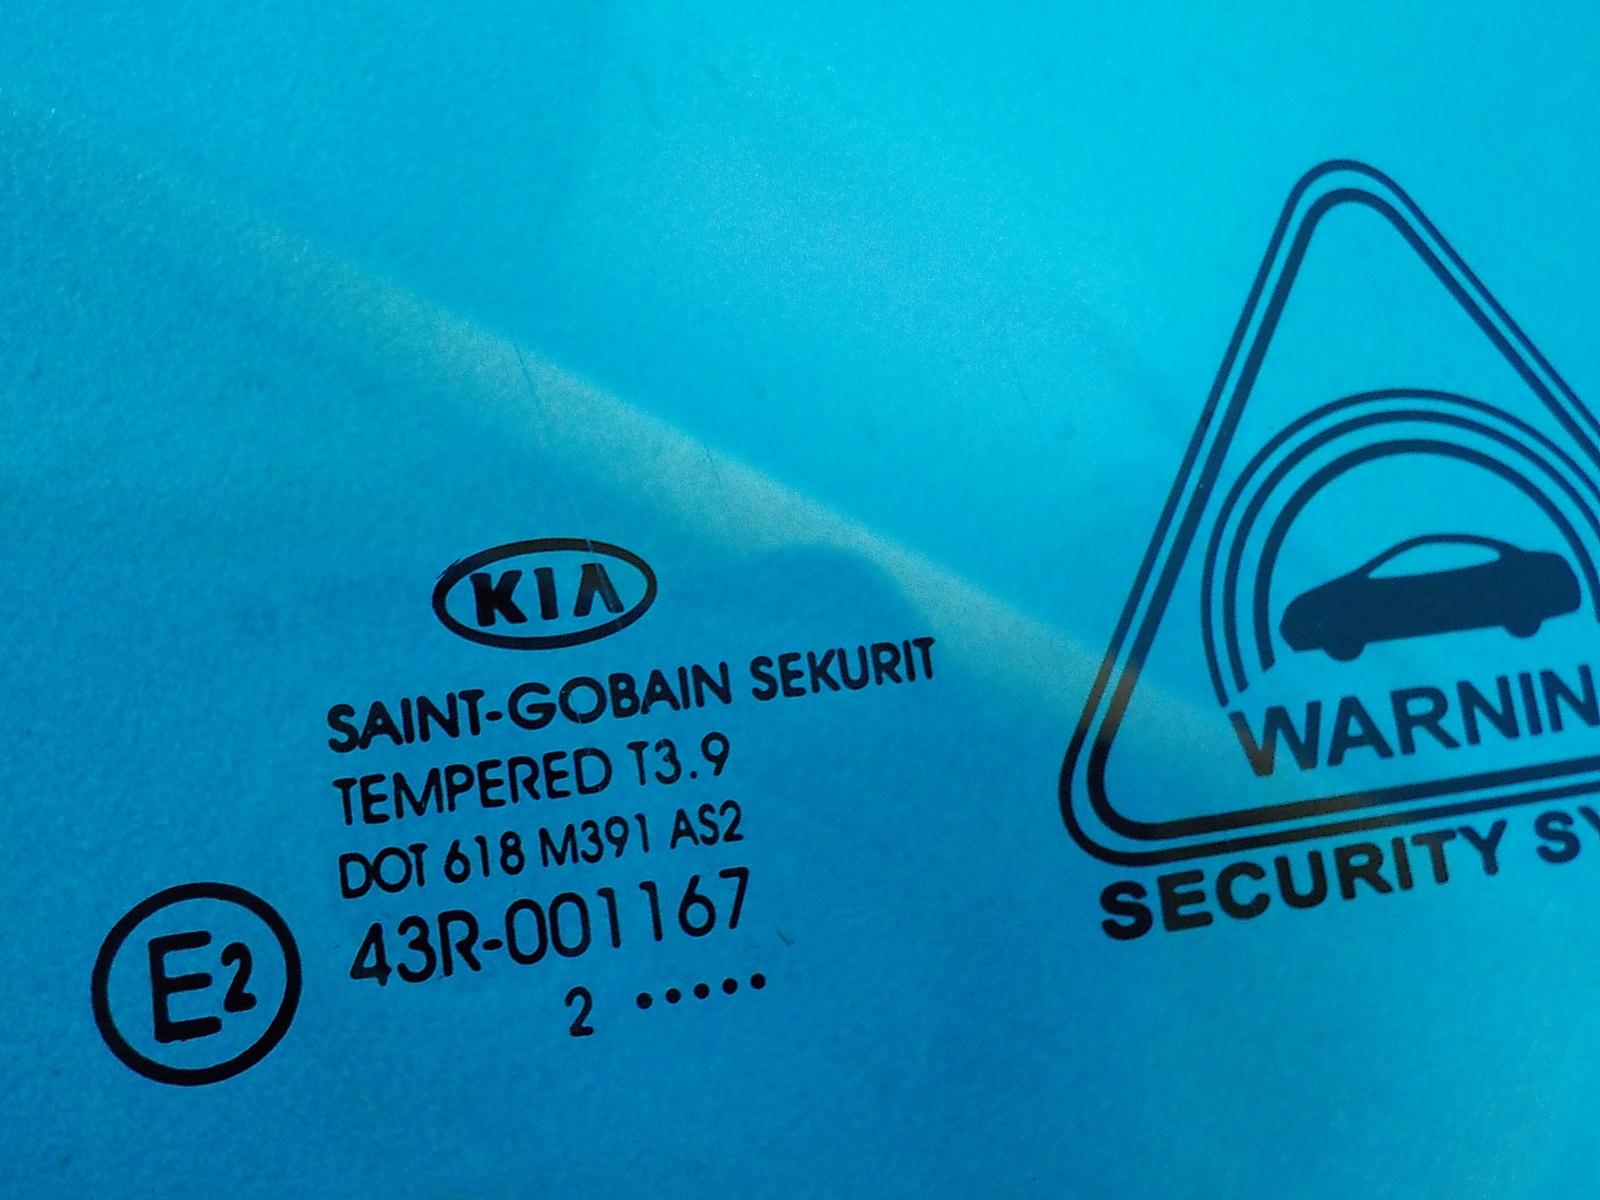 KIA
SAINT-GOBAIN SEKURIT
TEMPERED T3.9
DOT 618 M391 AS2
43R-001167
E2
2 •••••
WARNIN
SECURITY SY